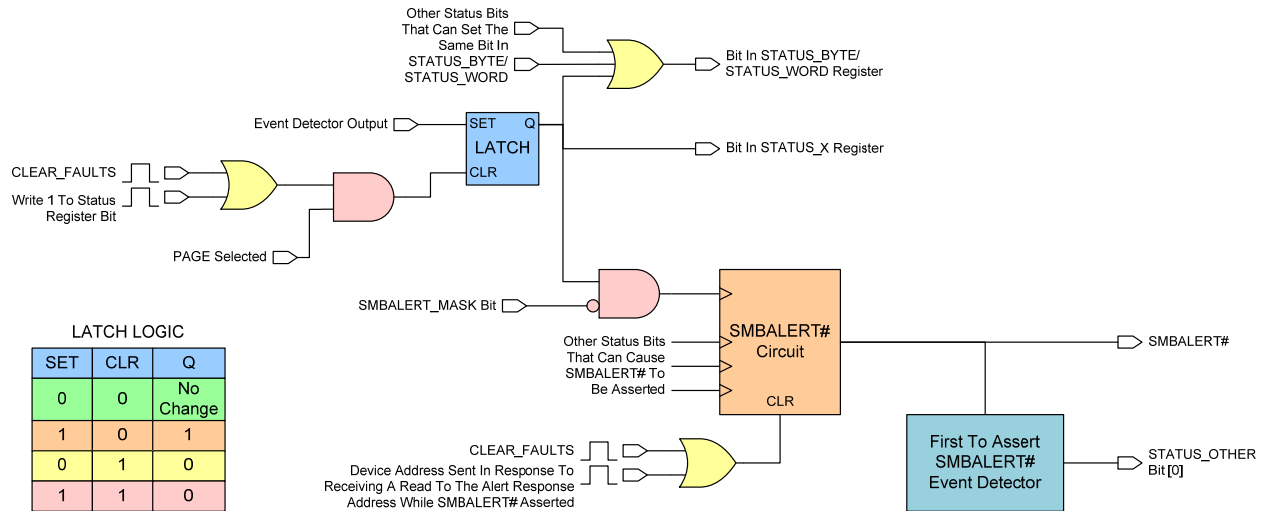 Other Status Bits
That Can Set The
Same Bit In
STATUS_BYTE/
STATUS_WORD
Bit In STATUS_BYTE/
STATUS_WORD Register
Event Detector Output
SET Q
LATCH
CLR
Bit In STATUS_X Register
CLEAR_FAULTS
Write 1 To Status
Register Bit
PAGE Selected
SMBALERT_MASK Bit
SMBALERT#
Circuit
CLR
Other Status Bits
That Can Cause
SMBALERT# To
Be Asserted
SMBALERT#
LATCH LOGIC
SET CLR Q
0 0 No
Change
1 0 1
0 1 0
1 1 0
CLEAR_FAULTS
Device Address Sent In Response To
Receiving A Read To The Alert Response
Address While SMBALERT# Asserted
First To Assert
SMBALERT#
Event Detector
STATUS_OTHER
Bit [0]